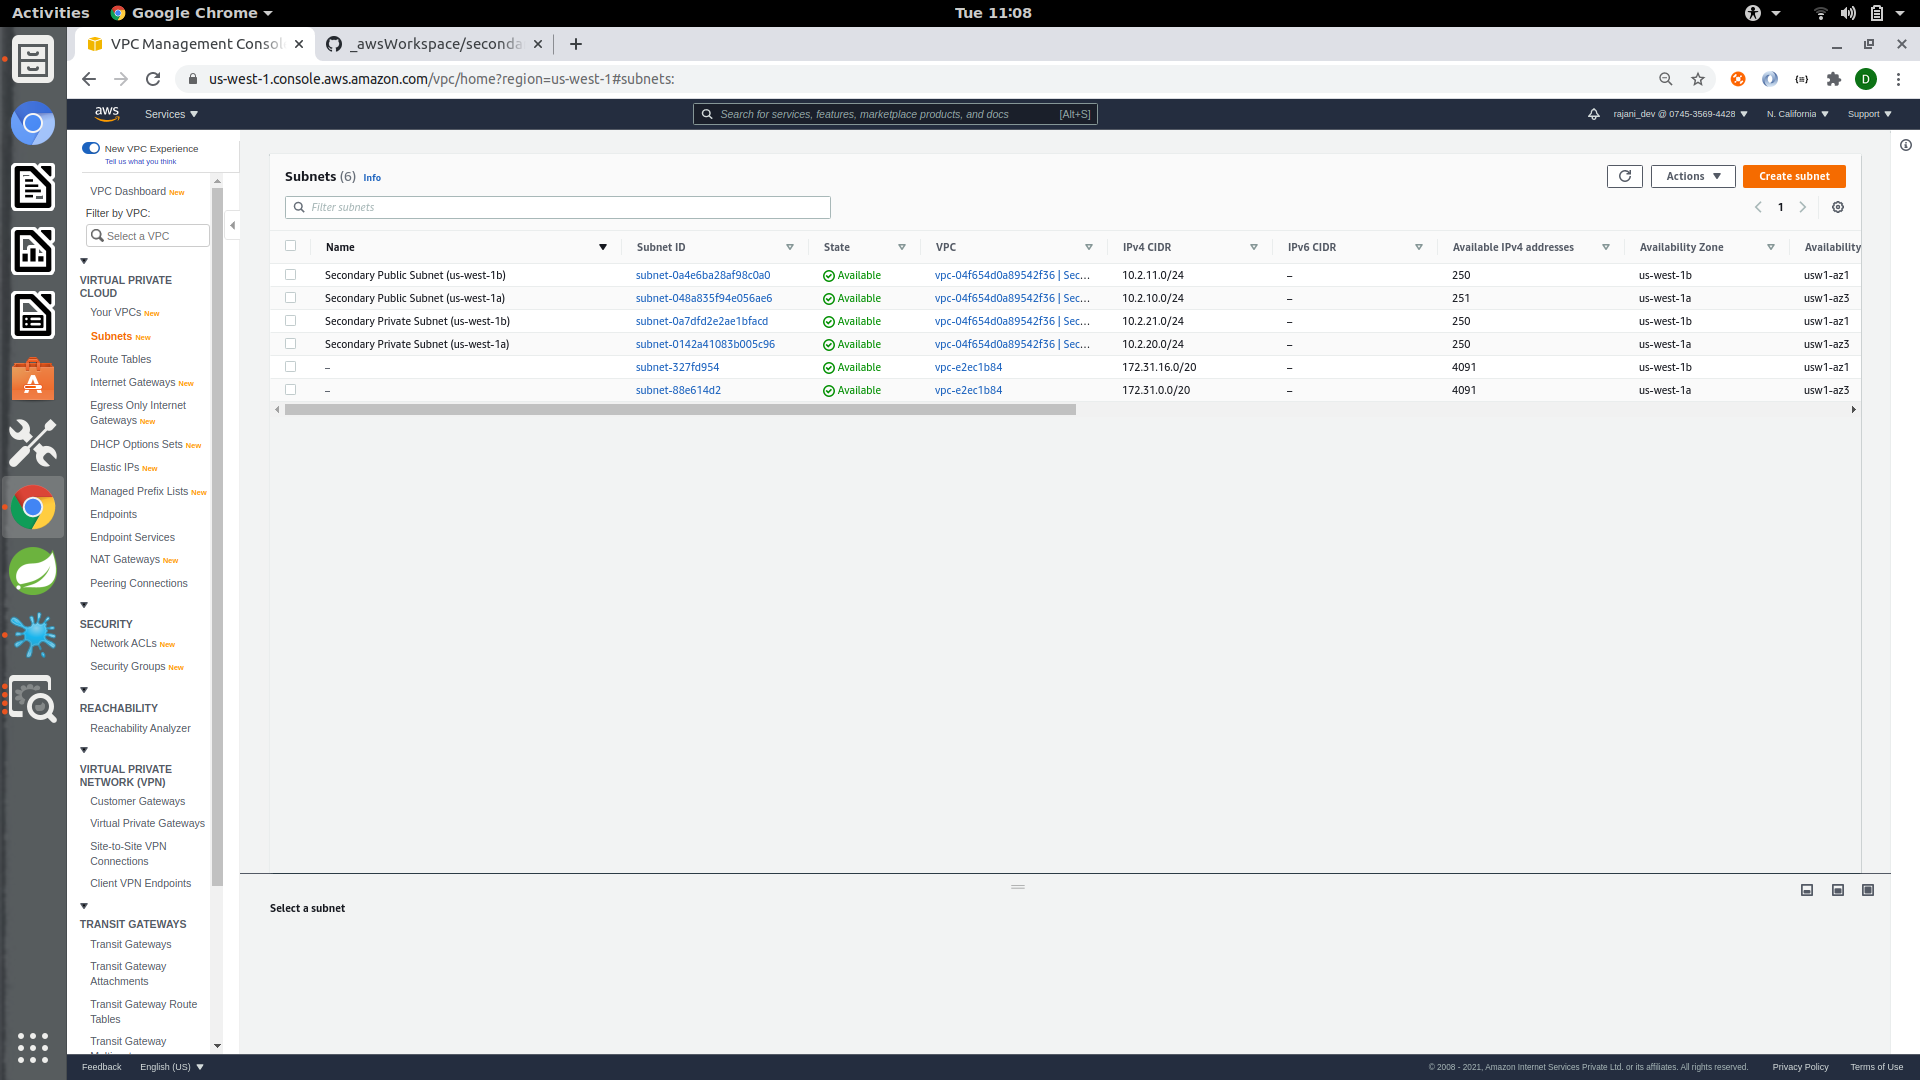 Activities
Google Chrome
Tue 11:08
VPC Management Conso
_awsWorkspace/seconda
us-west-1.console.aws.amazon.com/vpc/home?region=us-west-1#subnets:
D
aws
Services
Search for services, features, marketplace products, and docs
[Alt+S]
rajani_dev @ 0745-3569-4428
N. California
Support
New VPC Experience
Tell us what you think
VPC Dashboard New
Filter by VPC:
Select a VPC
VIRTUAL PRIVATE
CLOUD
Your VPCs New
Subnets New
Route Tables
Internet Gateways New
Egress Only Internet
Gateways New
DHCP Options Sets New
Elastic IPs New
Managed Prefix Lists New
Endpoints
Endpoint Services
NAT Gateways New
Peering Connections
SECURITY
Network ACLs New
Security Groups New
REACHABILITY
Reachability Analyzer
VIRTUAL PRIVATE
NETWORK (VPN)
Customer Gateways
Virtual Private Gateways
Site-to-Site VPN
Connections
Client VPN Endpoints
TRANSIT GATEWAYS
Transit Gateways
Transit Gateway
Attachments
Transit Gateway Route
Tables
Transit Gateway
Subnets (6) Info
Actions
Create subnet
Filter subnets
1
Name Subnet ID State VPC IPv4 CIDR IPv6 CIDR Available IPv4 addresses Availability Zone Availability
Secondary Public Subnet (us-west-1b) subnet-0a4e6ba28af98c0a0 Available vpc-04f654d0a89542f36 | Sec... 10.2.11.0/24 – 250 us-west-1b usw1-az1
Secondary Public Subnet (us-west-1a) subnet-048a835f94e056ae6 Available vpc-04f654d0a89542f36 | Sec... 10.2.10.0/24 – 251 us-west-1a usw1-az3
Secondary Private Subnet (us-west-1b) subnet-0a7dfd2e2ae1bfacd Available vpc-04f654d0a89542f36 | Sec... 10.2.21.0/24 – 250 us-west-1b usw1-az1
Secondary Private Subnet (us-west-1a) subnet-0142a41083b005c96 Available vpc-04f654d0a89542f36 | Sec... 10.2.20.0/24 – 250 us-west-1a usw1-az3
– subnet-327fd954 Available vpc-e2ec1b84 172.31.16.0/20 – 4091 us-west-1b usw1-az1
– subnet-88e614d2 Available vpc-e2ec1b84 172.31.0.0/20 – 4091 us-west-1a usw1-az3
Select a subnet
Feedback
English (US)
© 2008 - 2021, Amazon Internet Services Private Ltd. or its affiliates. All rights reserved.
Privacy Policy
Terms of Use